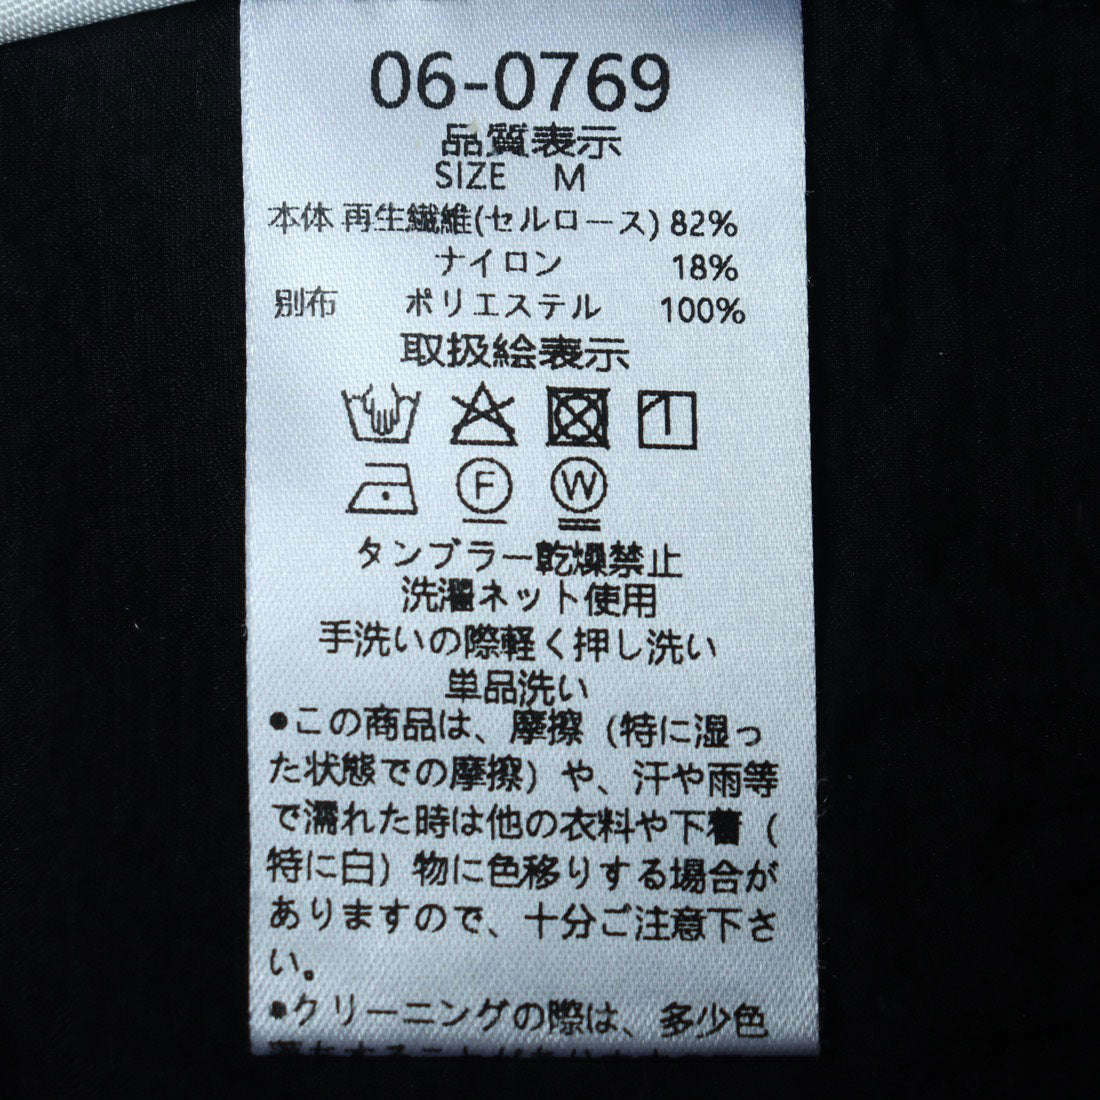 06-0769
品質表示
SIZE M
本体 再生繊維(セルロース) 82%
ナイロン 18%
別布 ポリエステル 100%
取扱絵表示
F W
タンブラー乾燥禁止
洗濯ネット使用
手洗いの際軽く押し洗い
単品洗い
●この商品は、摩擦（特に湿っ
た状態での摩擦）や、汗や雨等
で濡れた時は他の衣料や下着（
特に白）物に色移りする場合が
ありますので、十分ご注意下さ
い。
●クリーニングの際は、多少色